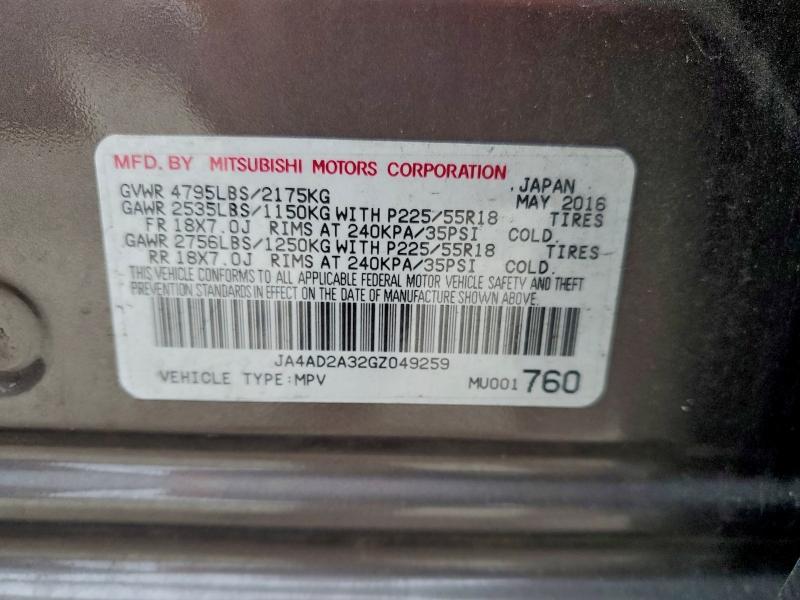 MFD. BY MITSUBISHI MOTORS CORPORATION
GVWR 4795LBS/2175KG , JAPAN
GAWR 2535LBS/1150KG WITH P225/55R18 MAY 2016
FR 18X7.0J RIMS AT 240KPA/35PSI COLD. TIRES
GAWR 2756LBS/1250KG WITH P225/55R18 TIRES
RR 18X7.0J RIMS AT 240KPA/35PSI COLD.
THIS VEHICLE CONFORMS TO ALL APPLICABLE FEDERAL MOTOR VEHICLE SAFETY AND THEFT
PREVENTION STANDARDS IN EFFECT ON THE DATE OF MANUFACTURE SHOWN ABOVE.
JA4AD2A32GZ049259
VEHICLE TYPE:MPV MU001 760